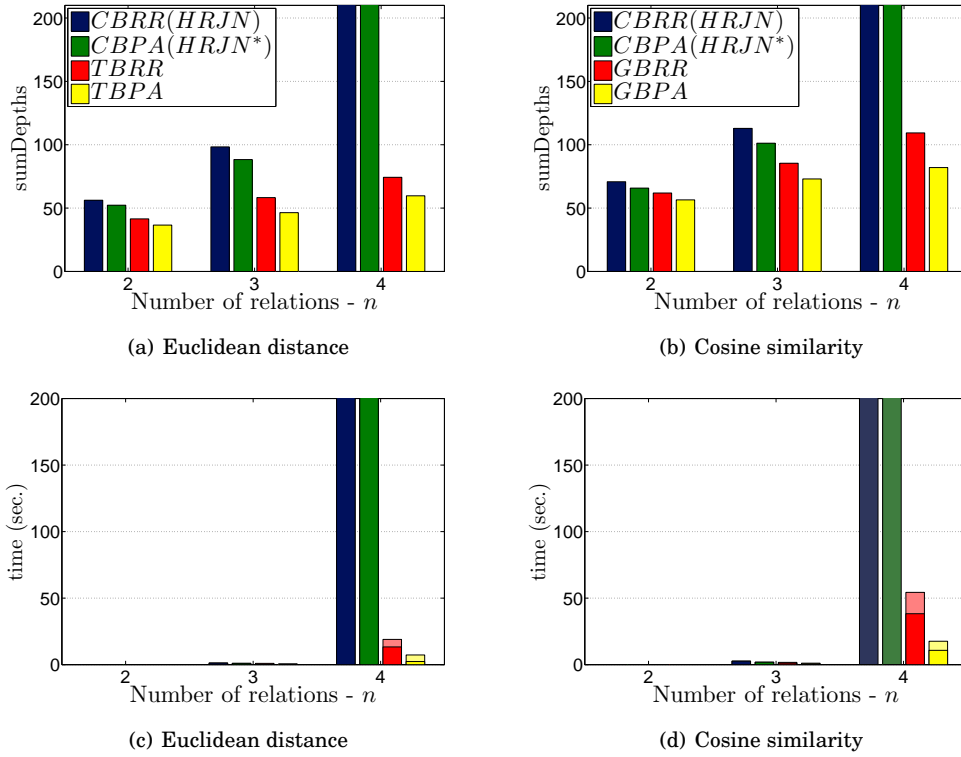 200
150
100
50
0
sumDepths
CBRR(HRJN)
CBPA(HRJN*)
TBRR
TBPA
2 3 4
Number of relations - n
(a) Euclidean distance
200
150
100
50
0
sumDepths
CBRR(HRJN)
CBPA(HRJN*)
GBRR
GBPA
2 3 4
Number of relations - n
(b) Cosine similarity
200
150
100
50
0
time (sec.)
2 3 4
Number of relations - n
(c) Euclidean distance
200
150
100
50
0
time (sec.)
2 3 4
Number of relations - n
(d) Cosine similarity